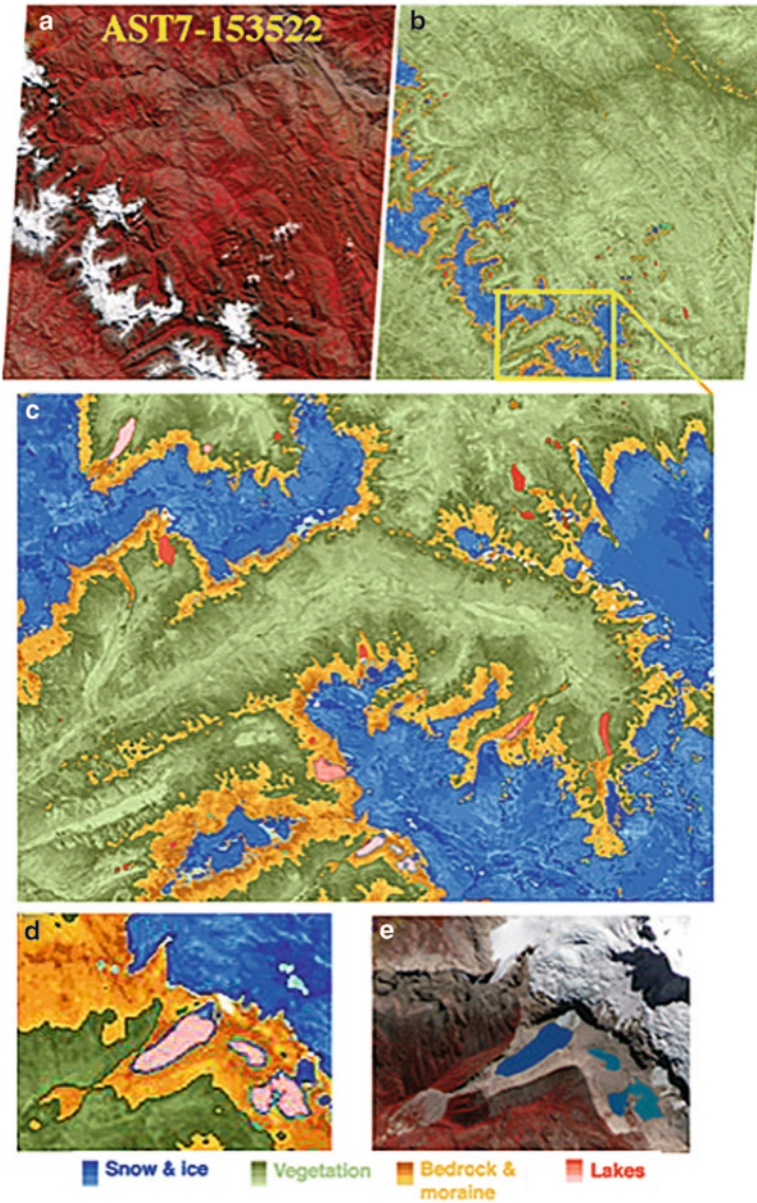 a
AST7-153522
b
c
d
e
Snow & ice
Vegetation
Bedrock &
moraine
Lakes